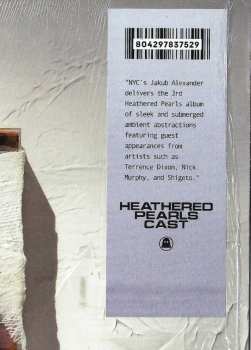 804297837529
"NYC's Jakub Alexander
delivers the 3rd
Heathered Pearls album
of sleek and submerged
ambient abstractions
featuring guest
appearances from
artists such as
Terrence Dixon, Nick
Murphy, and Shigeto."
HEATHERED
PEARLS
CAST